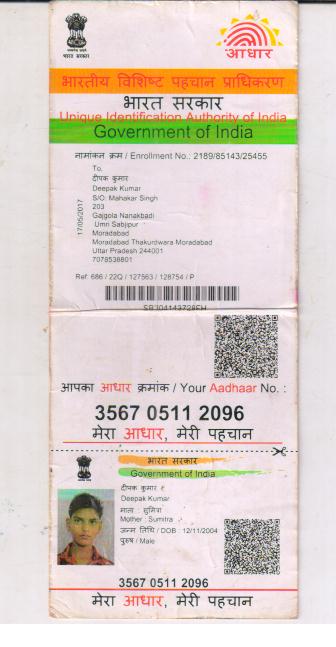 भारत सरकार
आधार
भारतीय विशिष्ट पहचान प्राधिकरण
भारत सरकार
Unique Identification Authority of India
Government of India
नामांकन क्रम / Enrollment No.: 2189/85143/25455
17/05/2017
To,
दीपक कुमार
Deepak Kumar
S/O: Mahakar Singh
203
Gajgola Nanakbadi
Umri Sabjipur
Moradabad
Moradabad Thakurdwara Moradabad
Uttar Pradesh 244001
7078538801
Ref: 686 / 22Q / 127563 / 128754 / P
आपका आधार क्रमांक / Your Aadhaar No. :
3567 0511 2096
मेरा आधार, मेरी पहचान
भारत सरकार
Government of India
दीपक कुमार
Deepak Kumar
माता : सुमित्रा
Mother : Sumitra
जन्म तिथि / DOB : 12/11/2004
पुरुष / Male
3567 0511 2096
मेरा आधार, मेरी पहचान